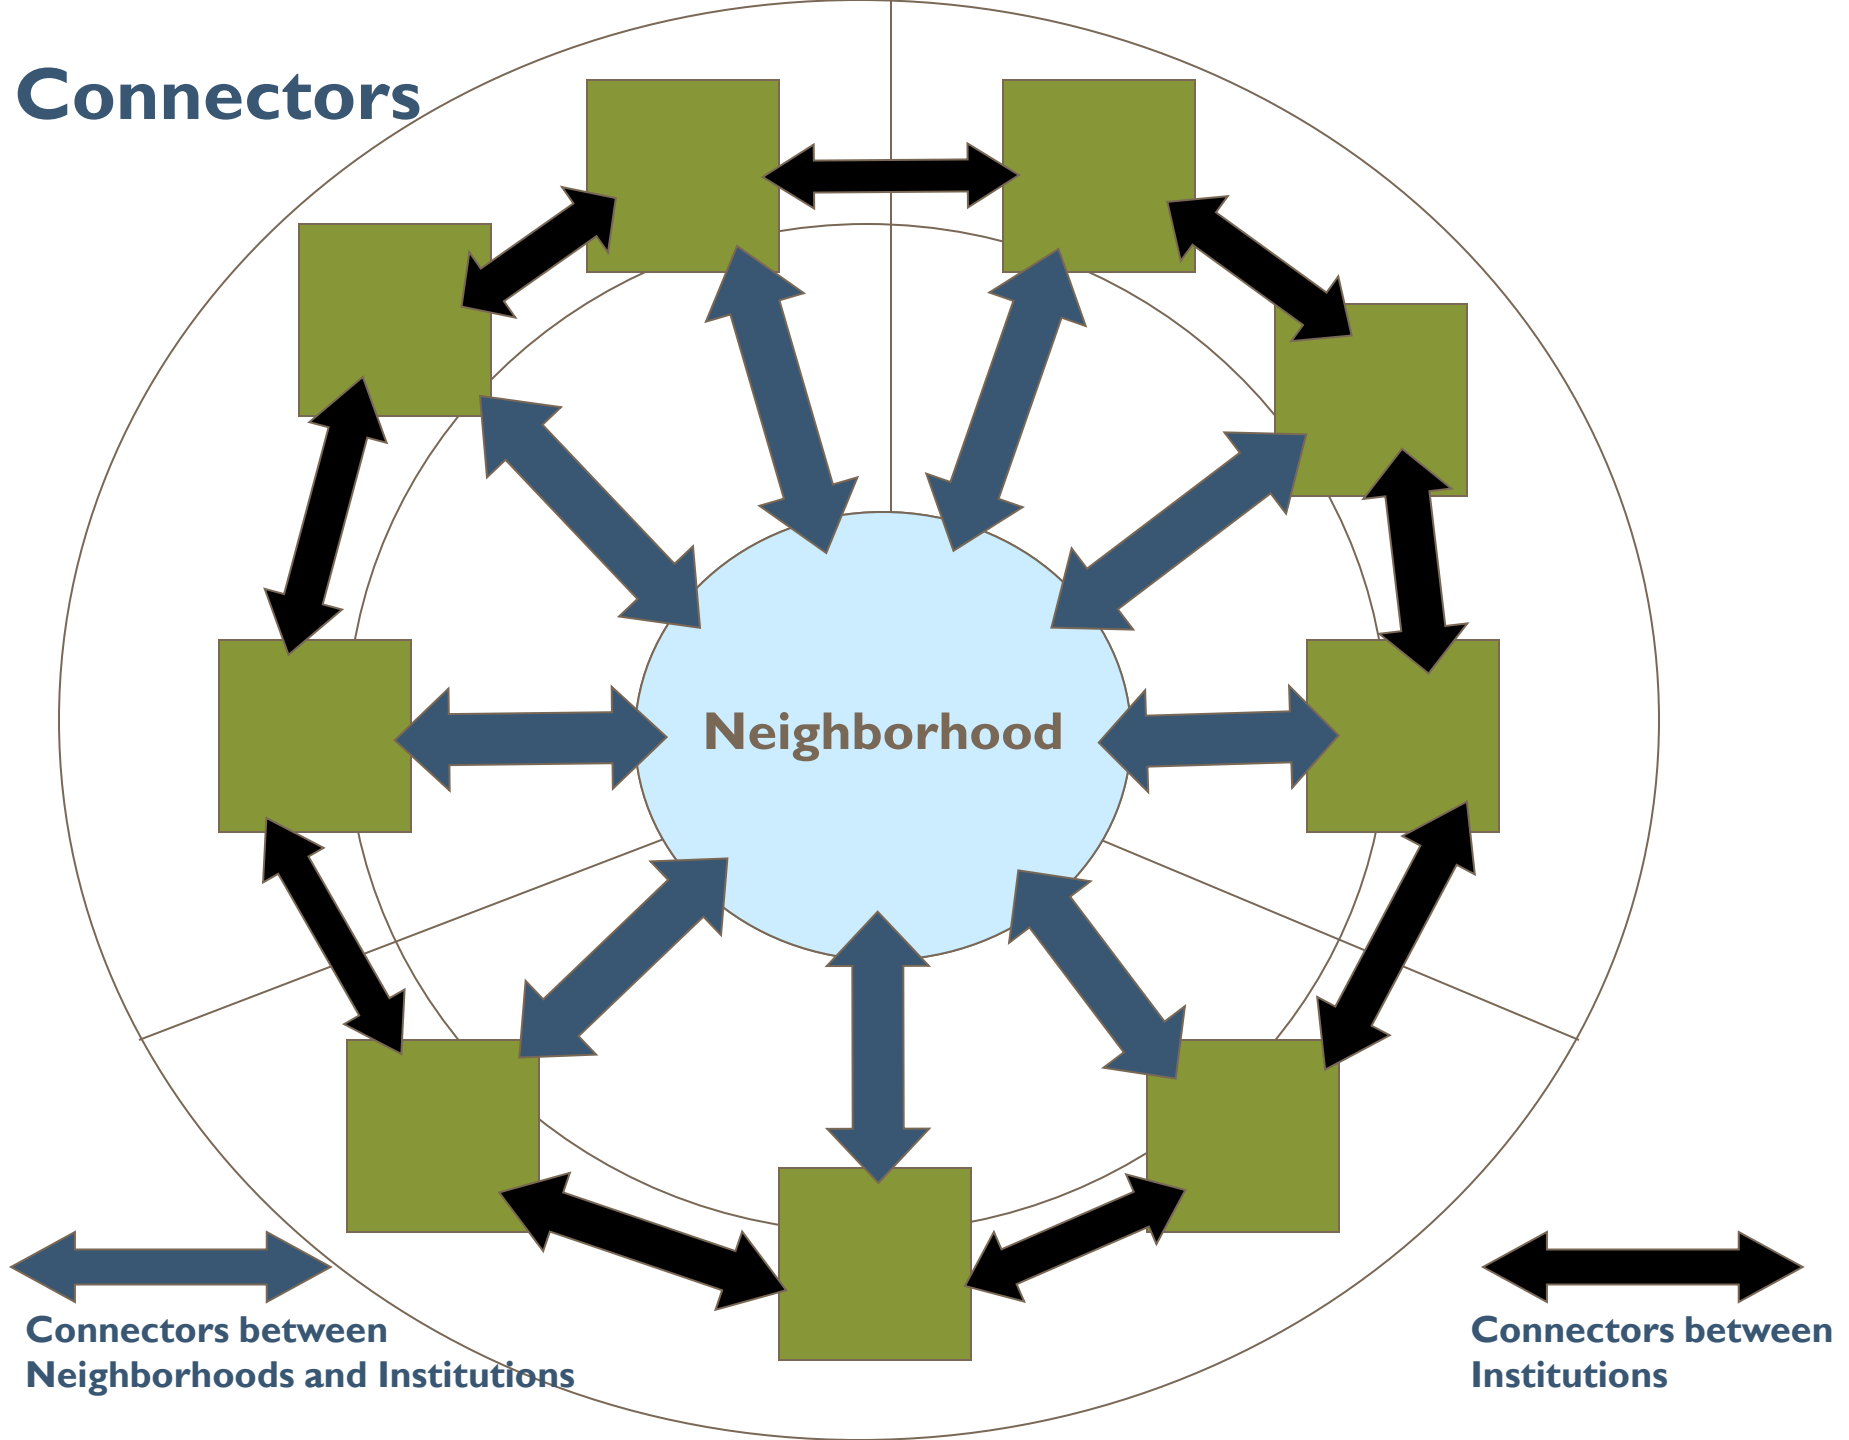 Connectors
Neighborhood
Connectors between
Neighborhoods and Institutions
Connectors between
Institutions